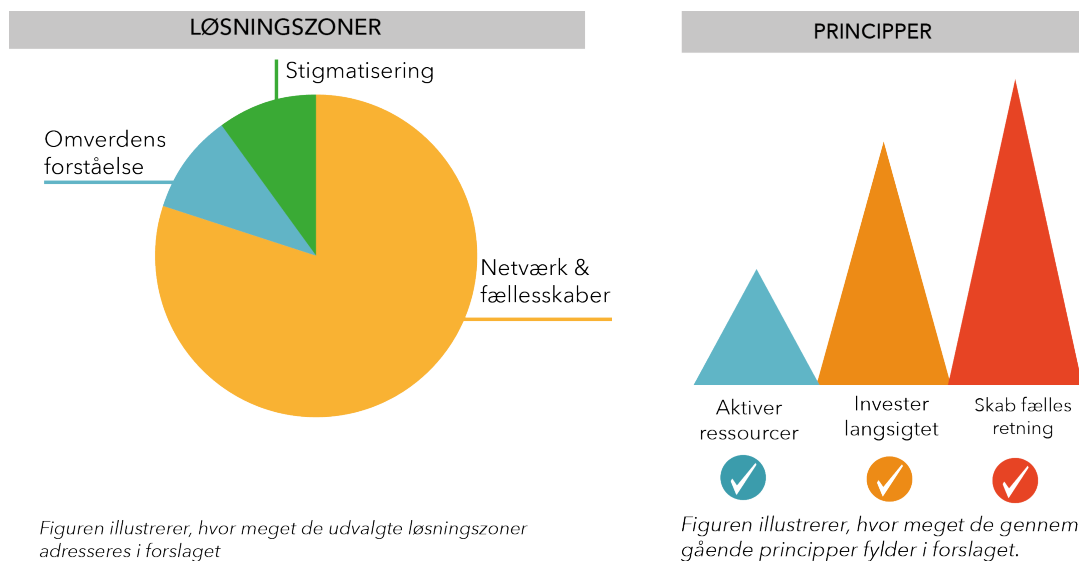 LØSNINGSZONER
Stigmatisering
Omverdens
forståelse
Netværk &
fællesskaber
Figuren illustrerer, hvor meget de udvalgte løsningszoner
adresseres i forslaget
PRINCIPPER
Aktiver
ressourcer
Invester
langsigtet
Skab fælles
retning
Figuren illustrerer, hvor meget de gennem
gående principper fylder i forslaget.